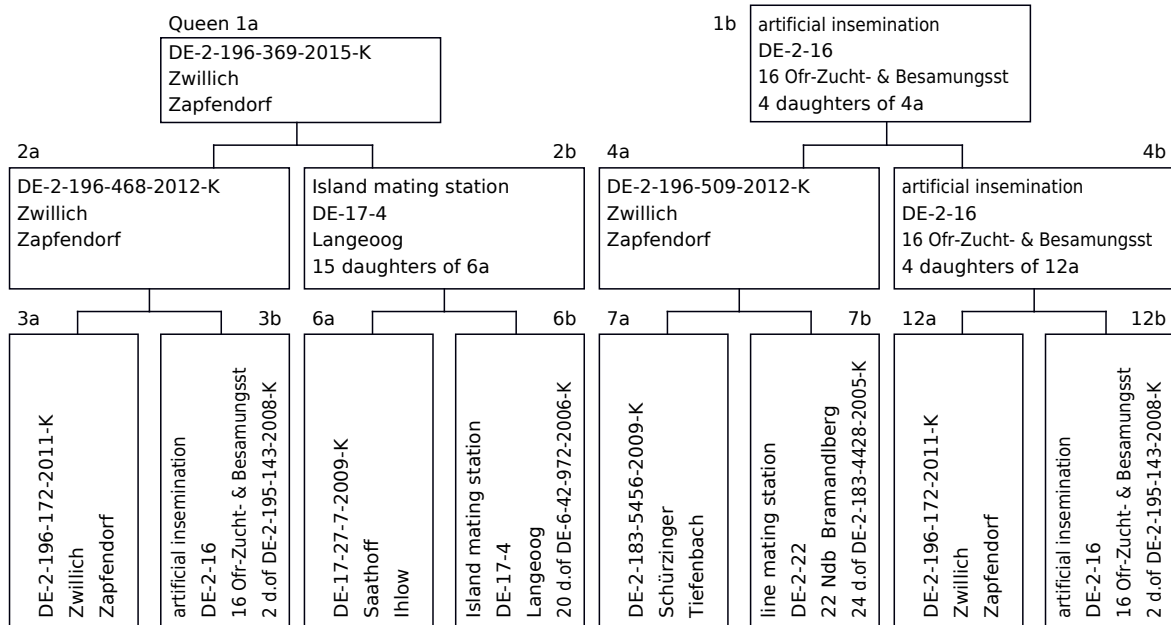 Queen 1a
DE-2-196-369-2015-K
Zwillich
Zapfendorf
1b
artificial insemination
DE-2-16
16 Ofr-Zucht- & Besamungsst
4 daughters of 4a
2a
DE-2-196-468-2012-K
Zwillich
Zapfendorf
2b
Island mating station
DE-17-4
Langeoog
15 daughters of 6a
4a
DE-2-196-509-2012-K
Zwillich
Zapfendorf
4b
artificial insemination
DE-2-16
16 Ofr-Zucht- & Besamungsst
4 daughters of 12a
3a
DE-2-196-172-2011-K
Zwillich
Zapfendorf
3b
artificial insemination
DE-2-16
16 Ofr-Zucht- & Besamungsst
2 d.of DE-2-195-143-2008-K
6a
DE-17-27-7-2009-K
Saathoff
Ihlow
6b
Island mating station
DE-17-4
Langeoog
20 d.of DE-6-42-972-2006-K
7a
DE-2-183-5456-2009-K
Schürzinger
Tiefenbach
7b
line mating station
DE-2-22
22 Ndb Bramandlberg
24 d.of DE-2-183-4428-2005-K
12a
DE-2-196-172-2011-K
Zwillich
Zapfendorf
12b
artificial insemination
DE-2-16
16 Ofr-Zucht- & Besamungsst
2 d.of DE-2-195-143-2008-K